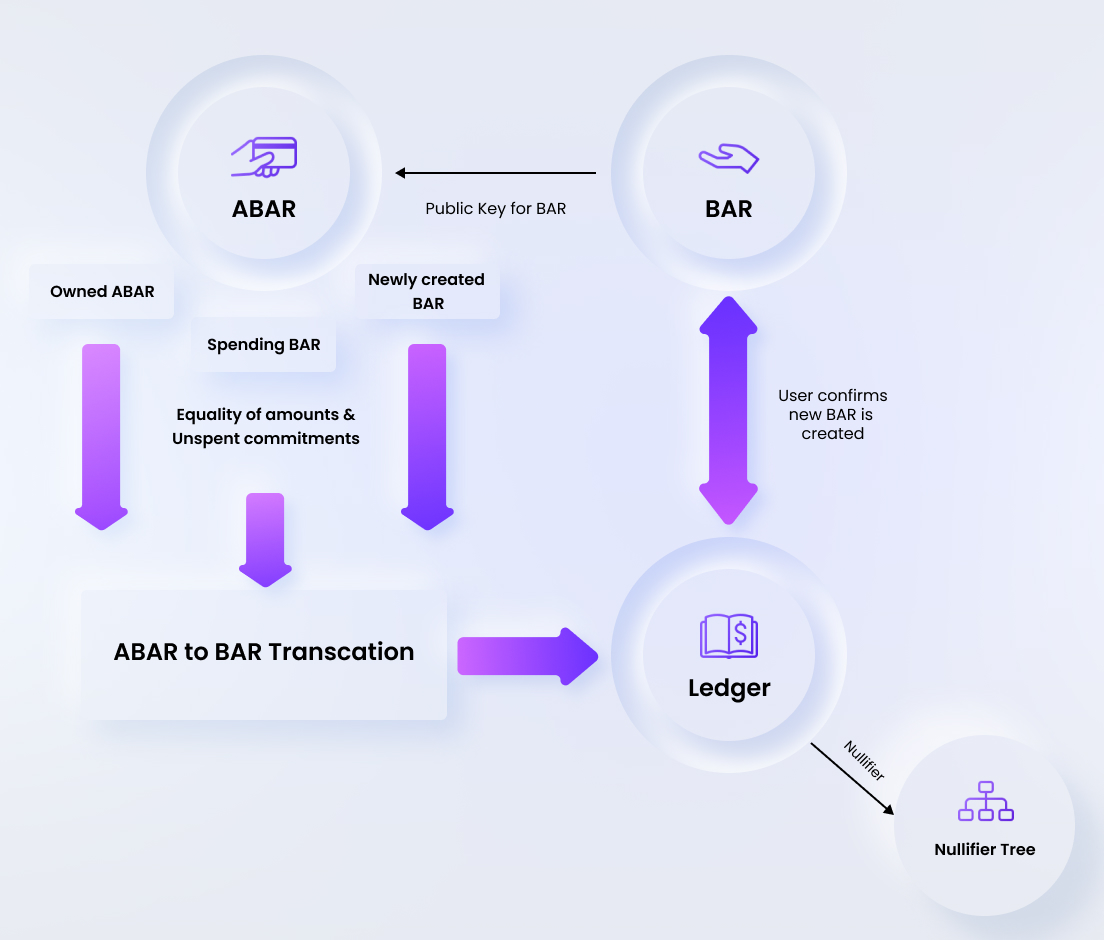 ABAR
BAR
Public Key for BAR
Owned ABAR
Newly created
BAR
Spending BAR
Equality of amounts &
Unspent commitments
User confirms
new BAR is
created
ABAR to BAR Transcation
$
Ledger
Nullifier
Nullifier Tree